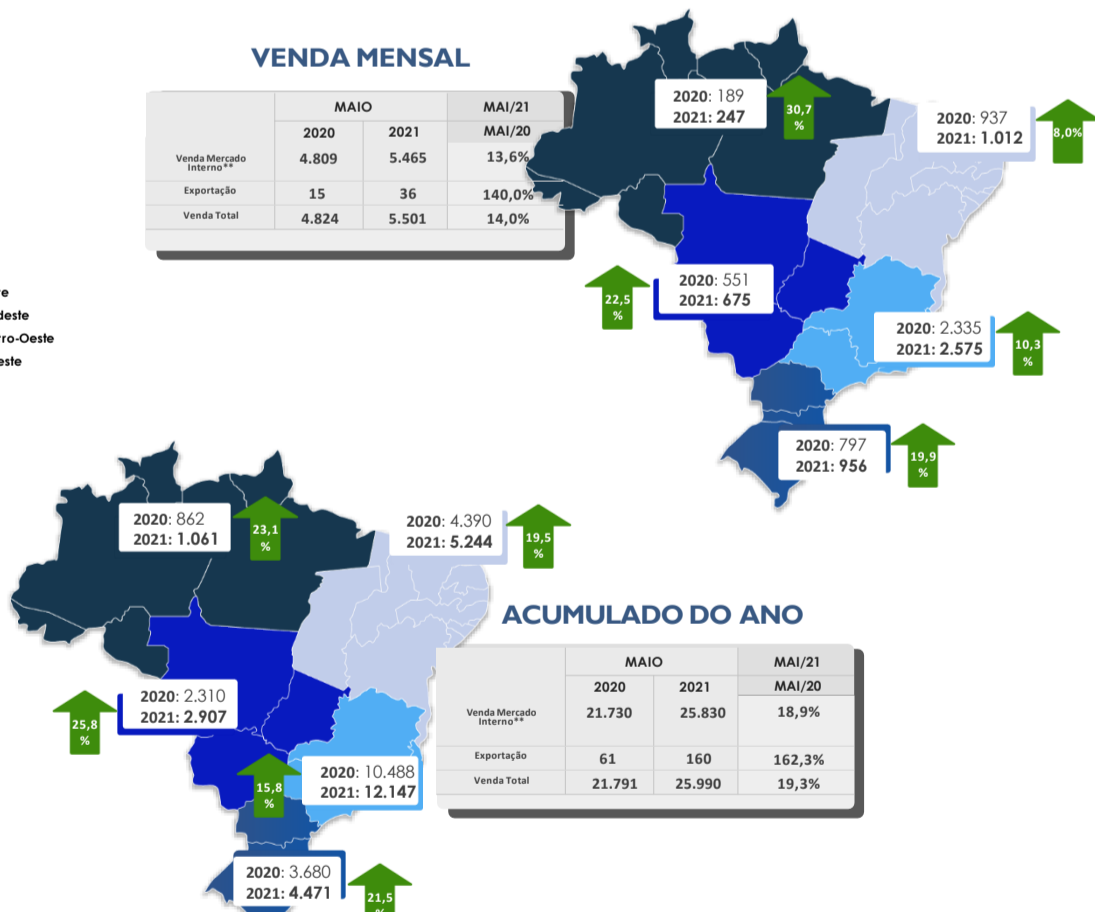 VENDA MENSAL
MAIO MAI/21
2020 2021 MAI/20
Venda Mercado
Interno** 4.809 5.465 13,6%
Exportação 15 36 140,0%
Venda Total 4.824 5.501 14,0%
2020: 189
2021: 247
30,7
%
2020: 937
2021: 1.012
8,0%
2020: 551
2021: 675
22,5
%
2020: 2.335
2021: 2.575
10,3
%
2020: 797
2021: 956
19,9
%
te
deste
tro-Oeste
este
2020: 862
2021: 1.061
23,1
%
2020: 4.390
2021: 5.244
19,5
%
2020: 2.310
2021: 2.907
25,8
%
2020: 10.488
2021: 12.147
15,8
%
2020: 3.680
2021: 4.471
21,5
%
ACUMULADO DO ANO
MAIO MAI/21
2020 2021 MAI/20
Venda Mercado
Interno** 21.730 25.830 18,9%
Exportação 61 160 162,3%
Venda Total 21.791 25.990 19,3%